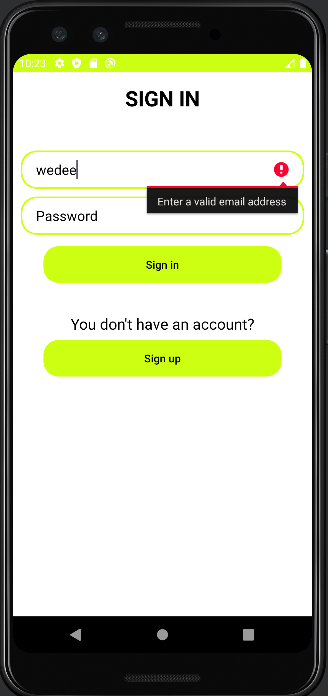 10:23
SIGN IN
wedee
Enter a valid email address
Password
Sign in
You don't have an account?
Sign up